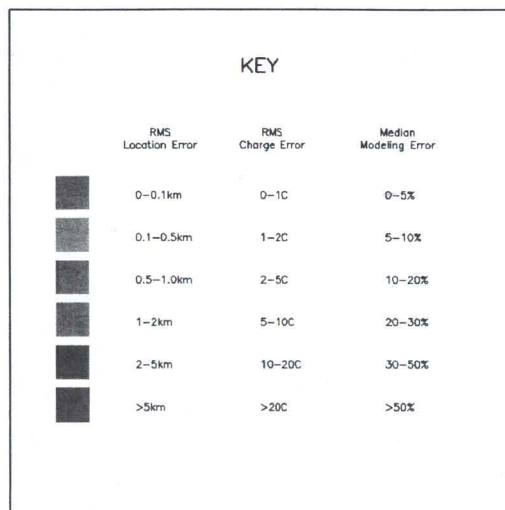 KEY
RMS Location Error RMS Charge Error Median Modeling Error
0-0.1km 0-1C 0-5%
0.1-0.5km 1-2C 5-10%
0.5-1.0km 2-5C 10-20%
1-2km 5-10C 20-30%
2-5km 10-20C 30-50%
>5km >20C >50%